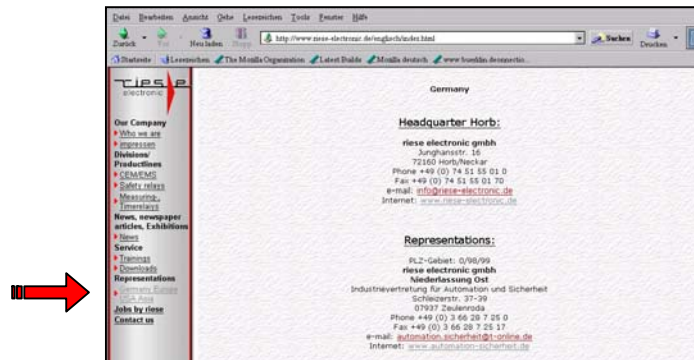 Datei Bearbeiten Ansicht Gehe Lesezeichen Tools Fenster Hilfe
Zurück Vor Neu laden Stopp http://www.riese-electronic.de/englisch/index.html Suchen Drucken
Startseite Lesezeichen The Mozilla Organization Latest Builds Mozilla deutsch
riese
electronic
Our Company
Who we are
impressen
Divisions/
Productlines
CEM/EMS
Safety relays
Measuring-,
Timerelays
News, newspaper
articles, Exhibitions
News
Service
Trainings
Downloads
Representations
Germany Europe
USA Asia
Jobs by riese
Contact us
Germany
Headquarter Horb:
riese electronic gmbh
Junghansstr. 16
72160 Horb/Neckar
Phone +49 (0) 74 51 55 01 0
Fax +49 (0) 74 51 55 01 70
e-mail: info@riese-electronic.de
Internet: www.riese-electronic.de
Representations:
PLZ-Gebiet: 0/98/99
riese electronic gmbh
Niederlassung Ost
Industrievertretung für Automation und Sicherheit
Schleizerstr. 37-39
07937 Zeulenroda
Phone +49 (0) 3 66 28 7 25 0
Fax +49 (0) 3 66 28 7 25 17
e-mail: automation.sicherheit@t-online.de
Internet: www.automation-sicherheit.de